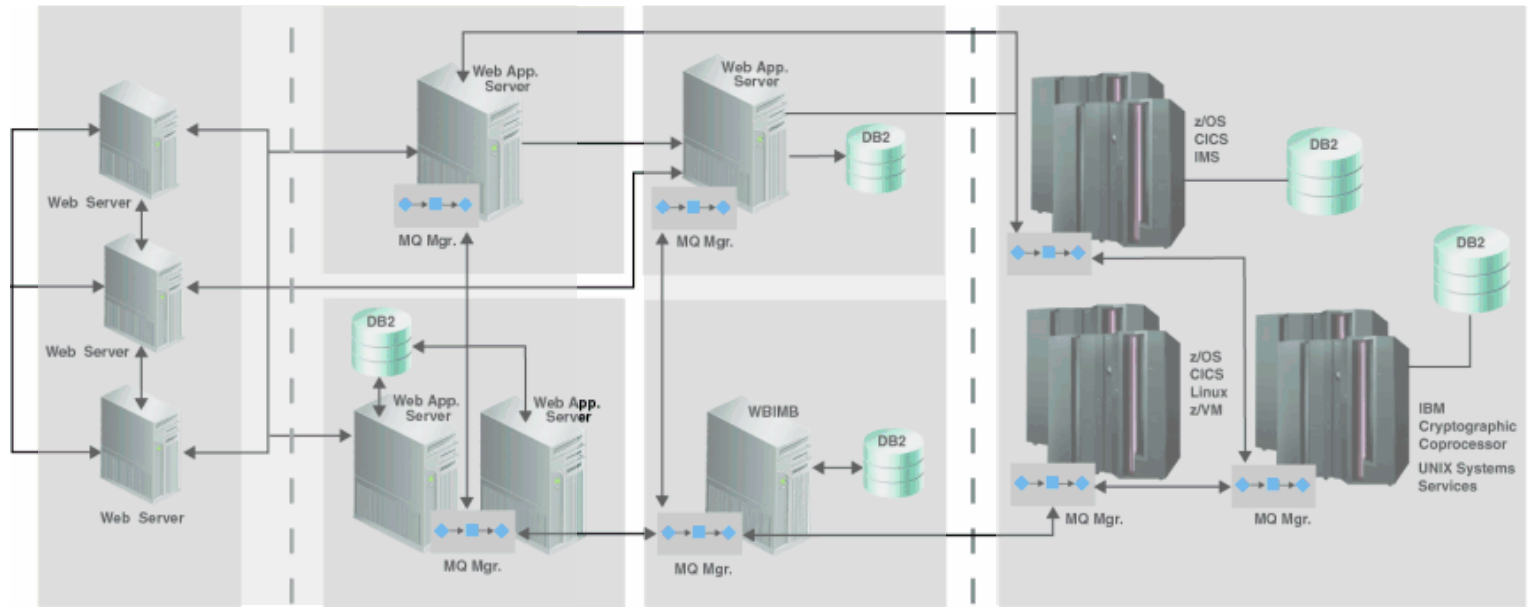 Web Server
Web Server
Web Server
Web App.
Server
MQ Mgr.
Web App.
Server
DB2
MQ Mgr.
DB2
Web App.
Server
Web App.
Server
MQ Mgr.
WBIMB
DB2
MQ Mgr.
z/OS
CICS
IMS
DB2
DB2
z/OS
CICS
Linux
z/VM
MQ Mgr.
IBM
Cryptographic
Coprocessor
UNIX Systems
Services
MQ Mgr.